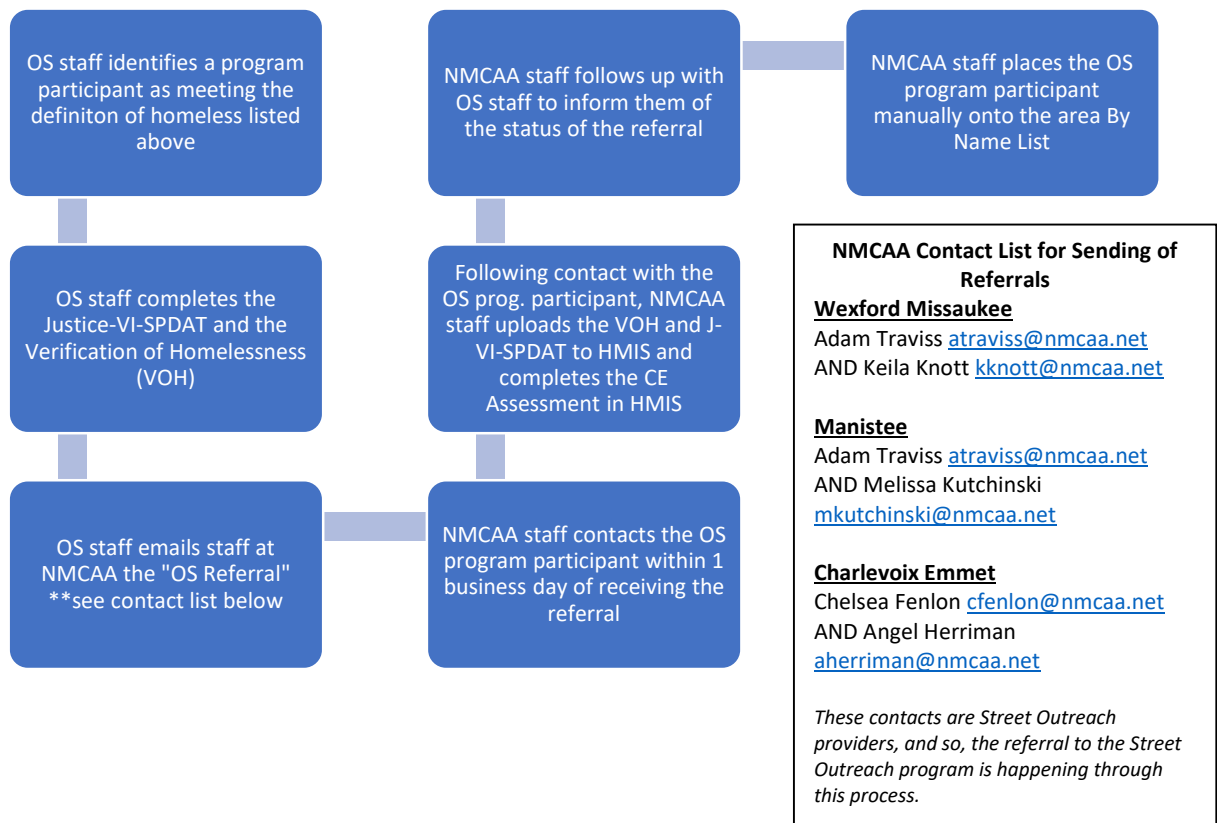 OS staff identifies a program
participant as meeting the
definiton of homeless listed
above
OS staff completes the
Justice-VI-SPDAT and the
Verification of Homelessness
(VOH)
OS staff emails staff at
NMCAA the "OS Referral"
**see contact list below
NMCAA staff contacts the OS
program participant within 1
business day of receiving the
referral
Following contact with the
OS prog. participant, NMCAA
staff uploads the VOH and J-
VI-SPDAT to HMIS and
completes the CE
Assessment in HMIS
NMCAA staff follows up with
OS staff to inform them of
the status of the referral
NMCAA staff places the OS
program participant
manually onto the area By
Name List
NMCAA Contact List for Sending of
Referrals
Wexford Missaukee
Adam Traviss atraviss@nmcaa.net
AND Keila Knott kknott@nmcaa.net
Manistee
Adam Traviss atraviss@nmcaa.net
AND Melissa Kutchinski
mkutchinski@nmcaa.net
Charlevoix Emmet
Chelsea Fenlon cfenlon@nmcaa.net
AND Angel Herriman
aherriman@nmcaa.net
These contacts are Street Outreach
providers, and so, the referral to the Street
Outreach program is happening through
this process.